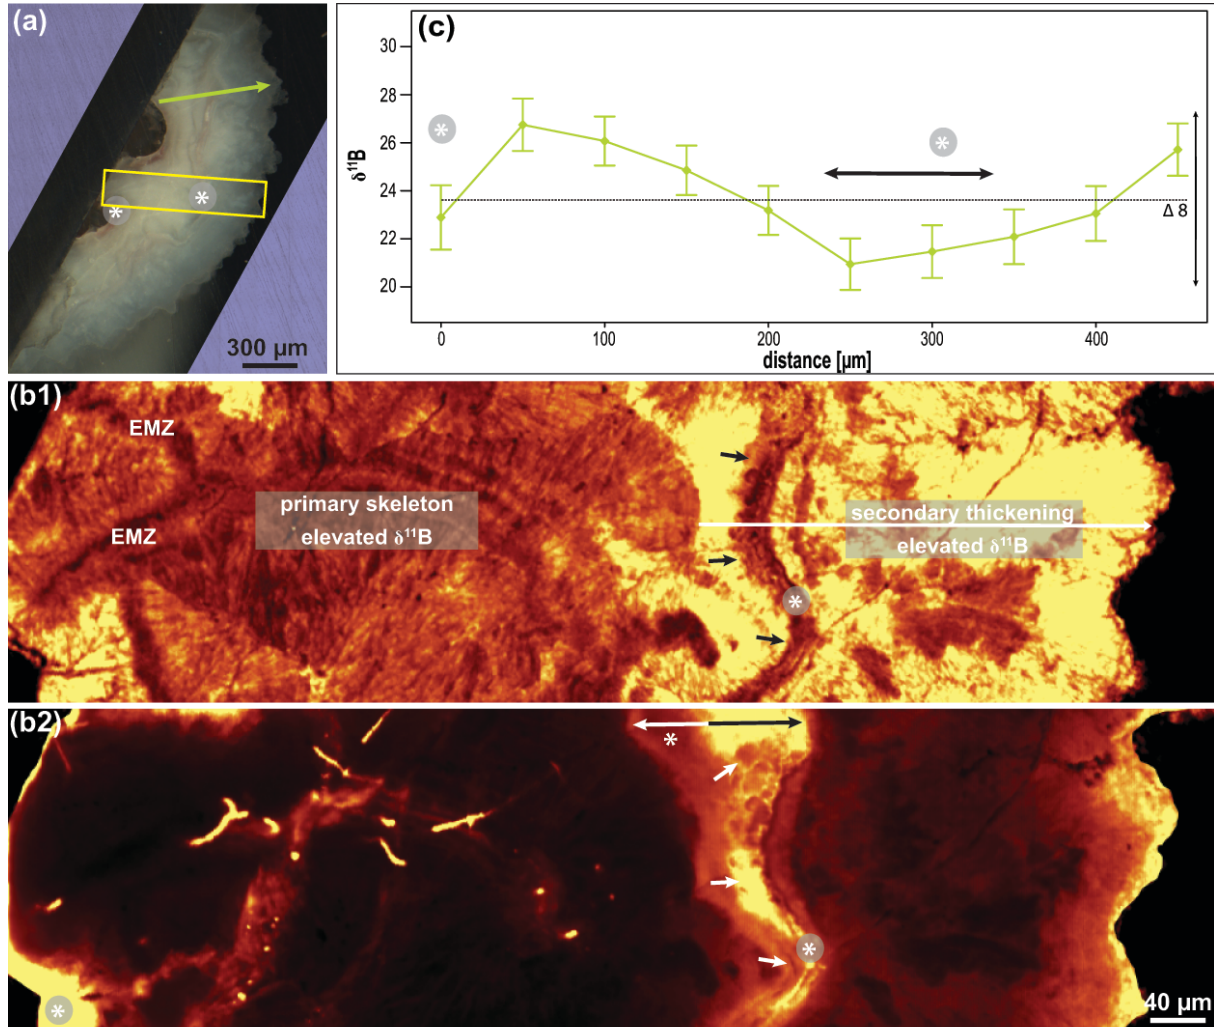 (a)
*
*
300 µm
(c)
δ¹¹B
30
28
26
24
22
20
*
*
Δ 8
0
100
200
300
400
distance [µm]
(b1)
EMZ
EMZ
primary skeleton
elevated δ¹¹B
secondary thickening
elevated δ¹¹B
*
(b2)
*
*
*
40 µm